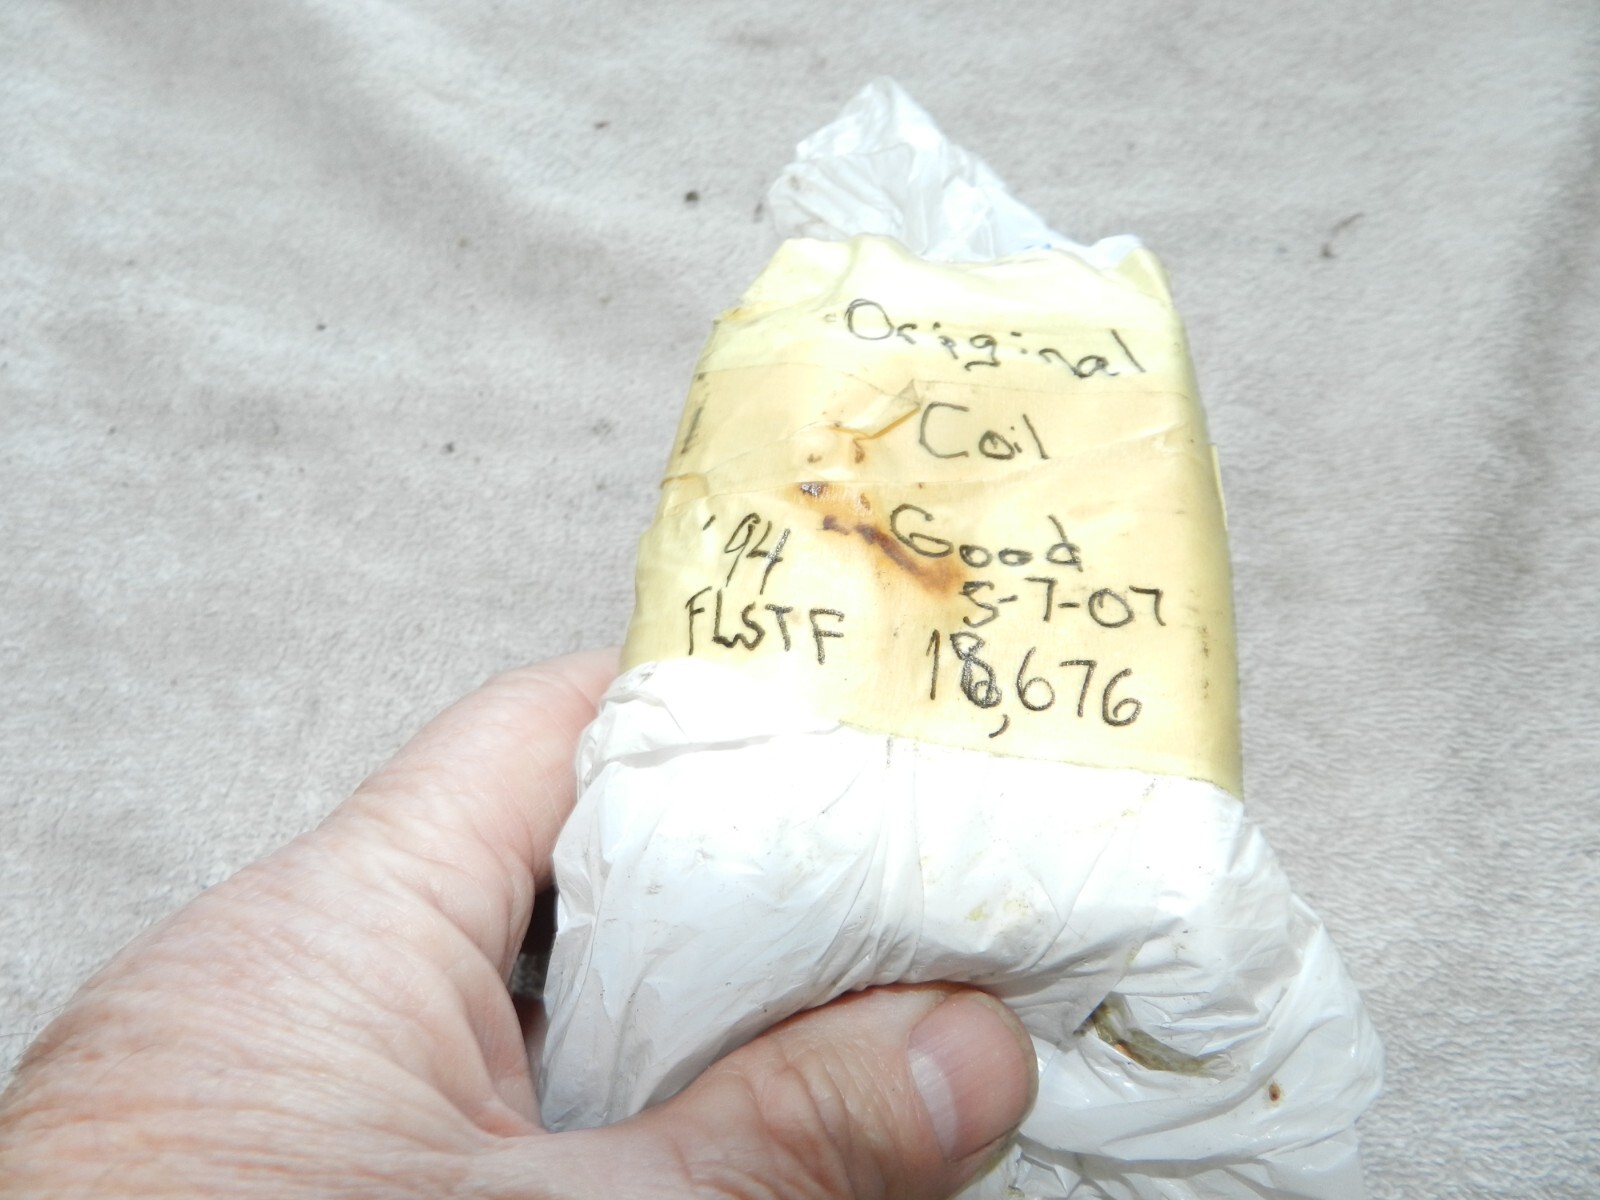 Original
Coil
Good
'94
5-7-07
FLSTF
18,676